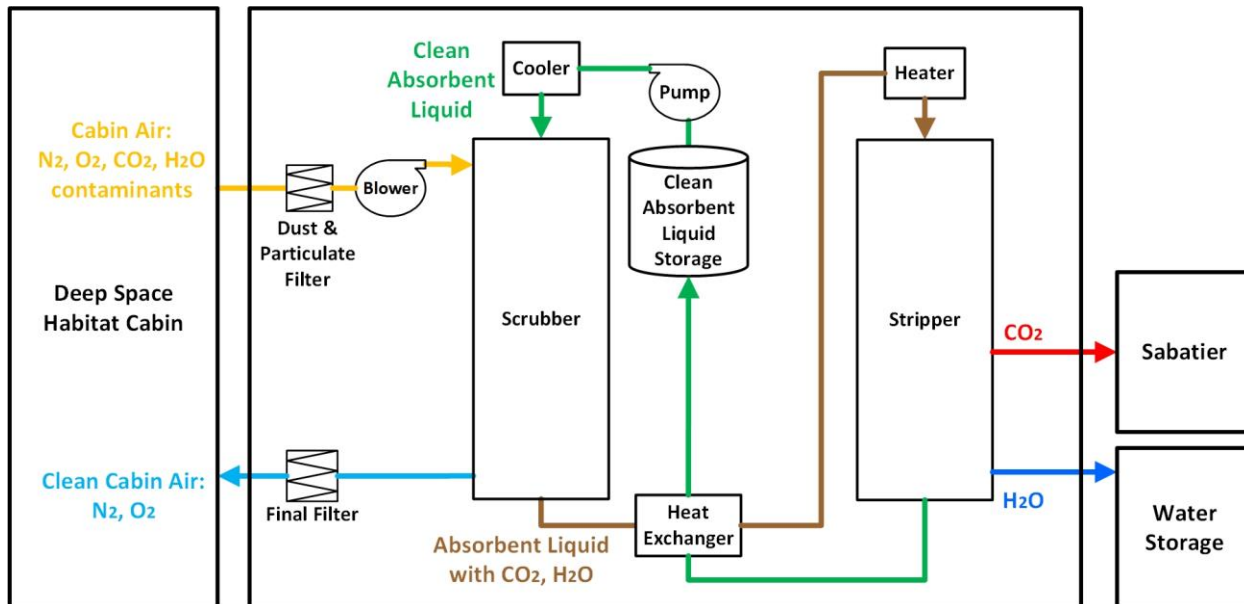 Cabin Air:
N2, O2, CO2, H2O
contaminants
Deep Space
Habitat Cabin
Clean Cabin Air:
N2, O2
Dust &
Particulate
Filter
Blower
Final Filter
Clean
Absorbent
Liquid
Cooler
Pump
Scrubber
Clean
Absorbent
Liquid
Storage
Absorbent Liquid
with CO2, H2O
Heat
Exchanger
Heater
Stripper
CO2
H2O
Sabatier
Water
Storage